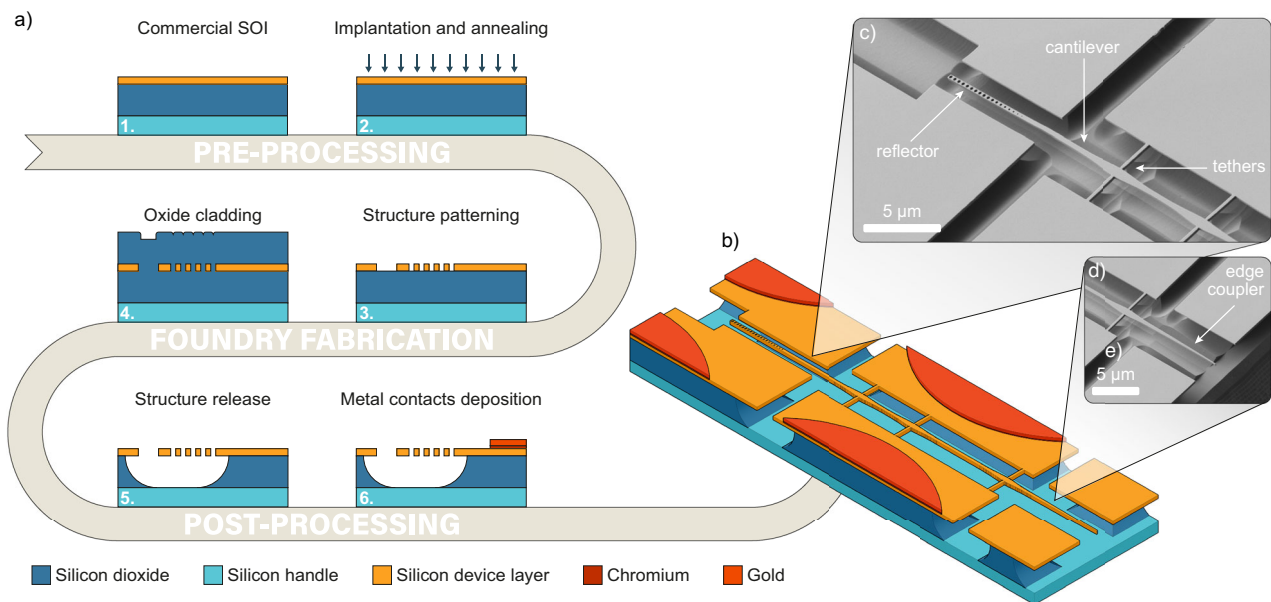 a)
Commercial SOI
Implantation and annealing
1.
2.
PRE-PROCESSING
Oxide cladding
Structure patterning
4.
3.
FOUNDRY FABRICATION
Structure release
Metal contacts deposition
5.
6.
POST-PROCESSING
Silicon dioxide
Silicon handle
Silicon device layer
Chromium
Gold
b)
c)
cantilever
reflector
tethers
5 µm
d)
edge
coupler
e)
5 µm